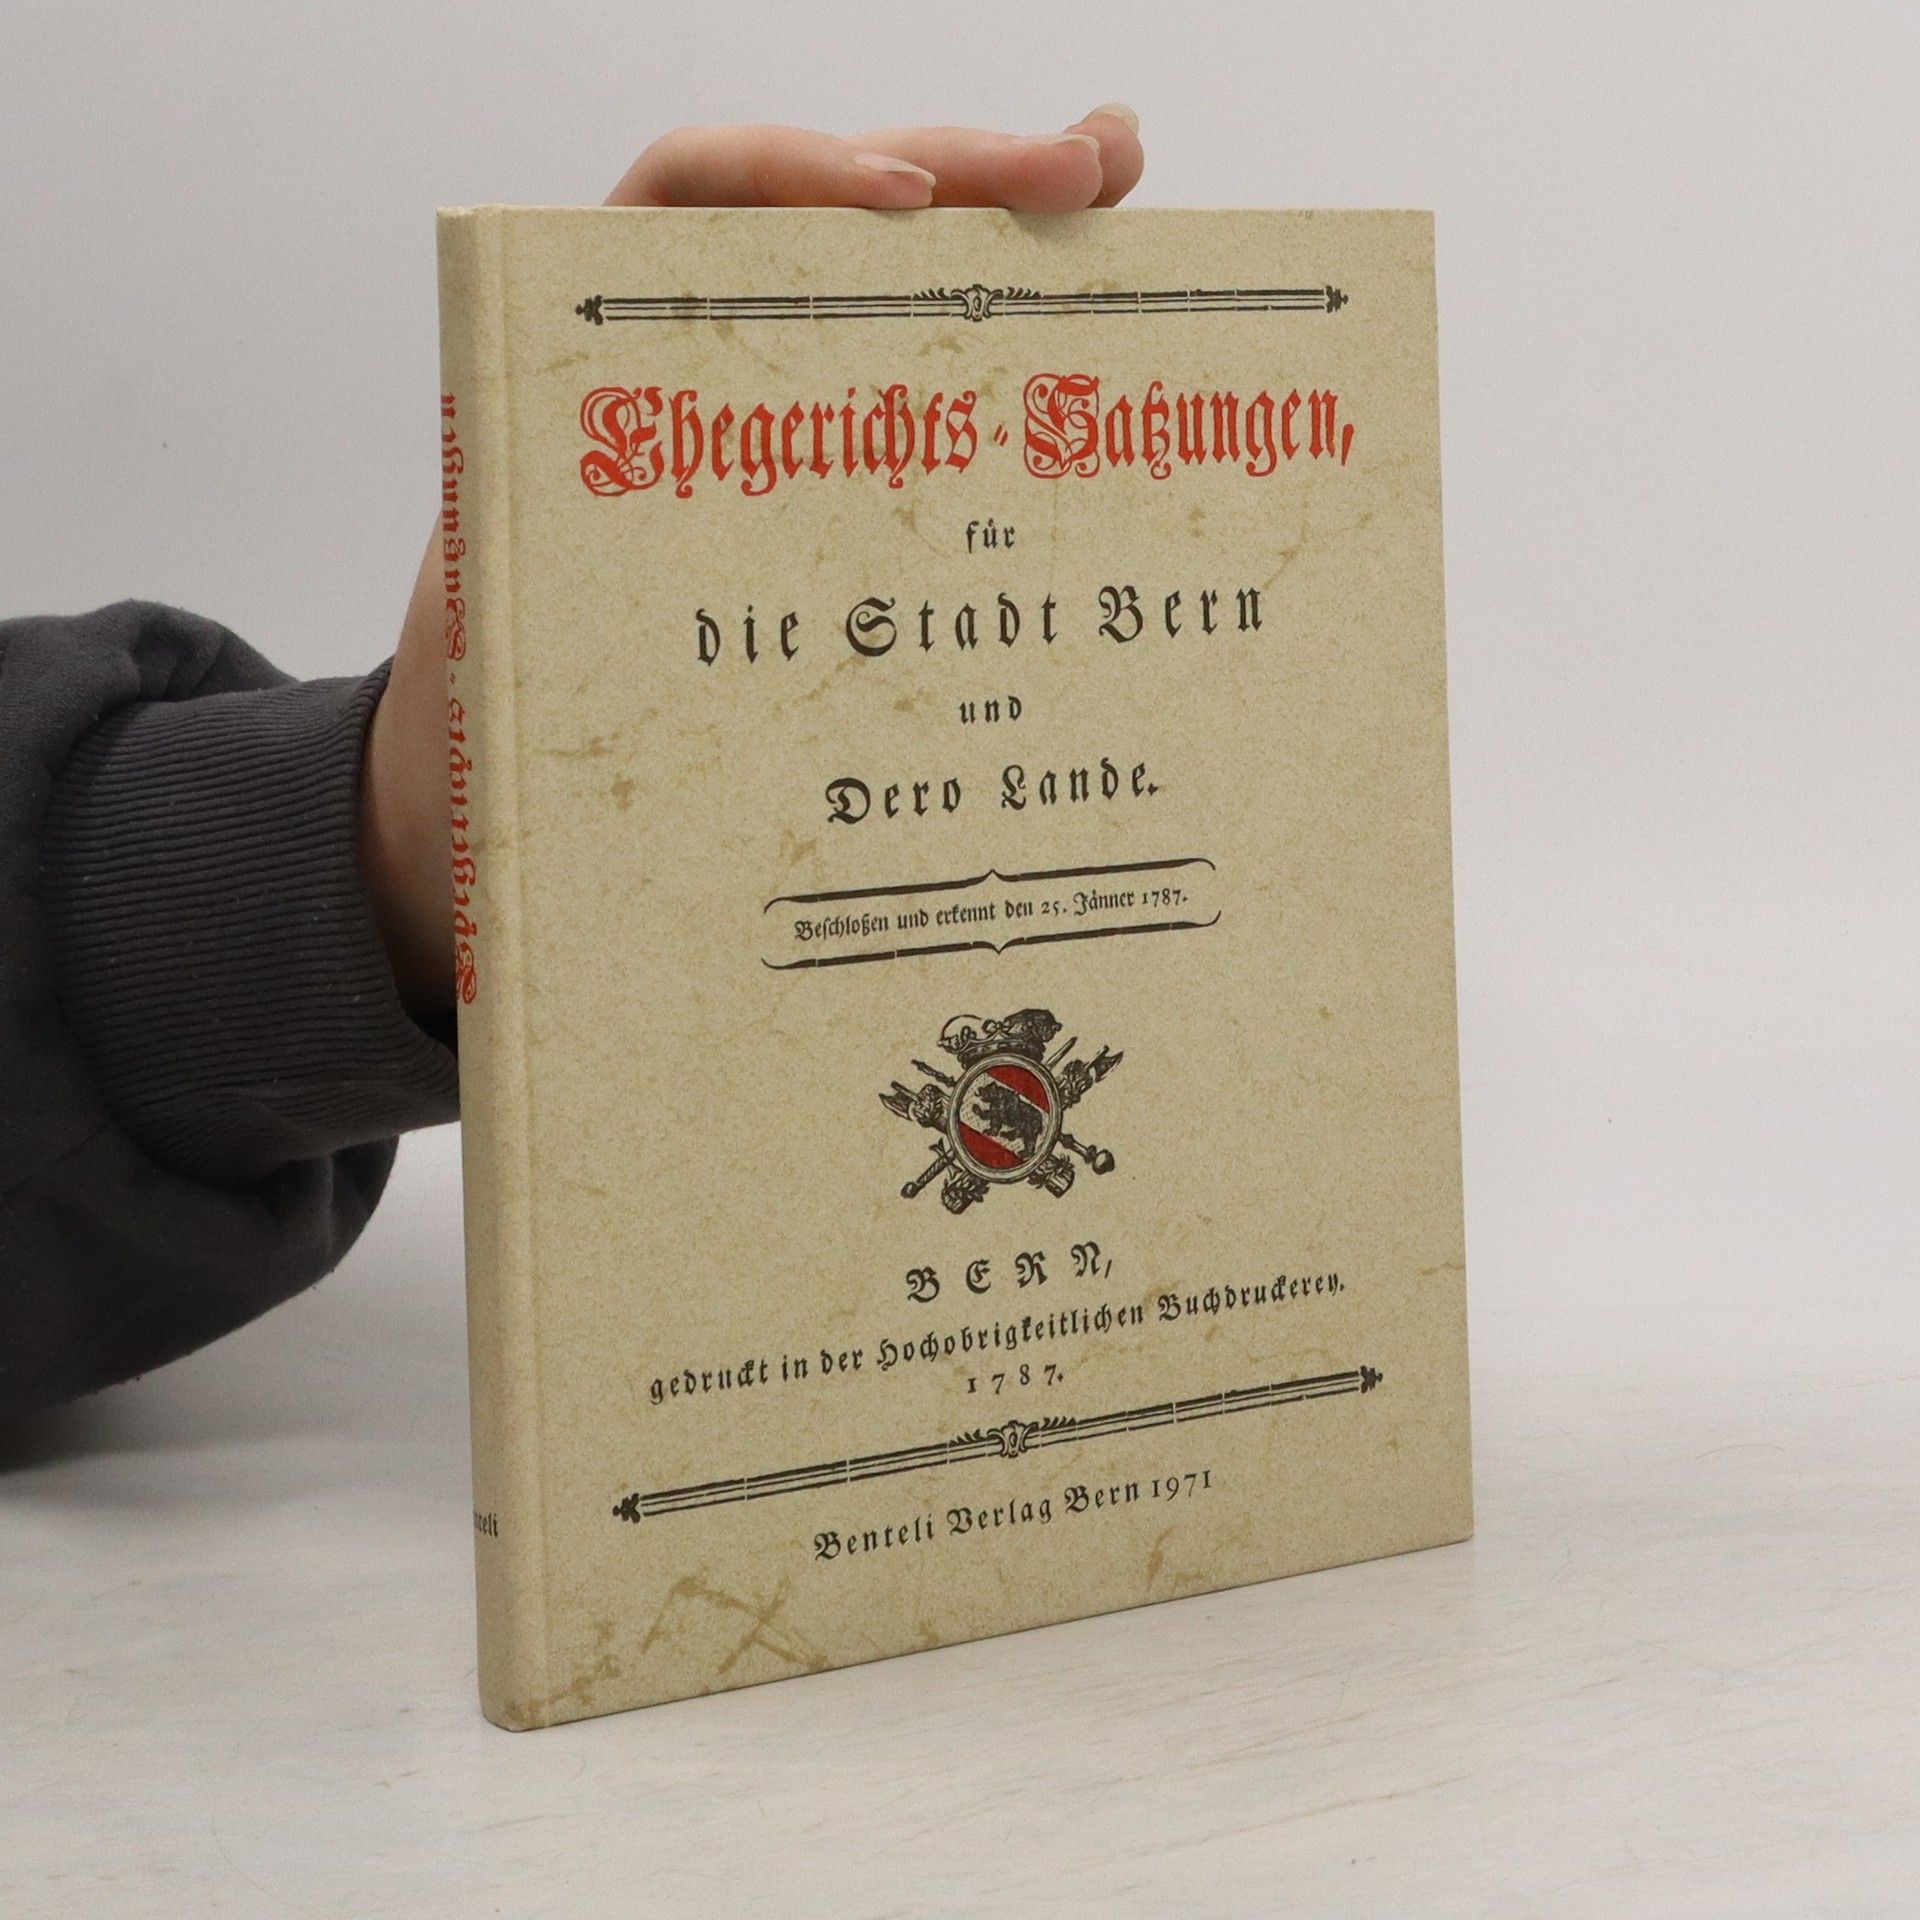 Ehegerichts-Satzungen,
für
die Stadt Bern
und
Dero Lande.
Beschloßen und erkennt den 25. Jänner 1787.
BERN,
gedruckt in der Hochobrigkeitlichen Buchdruckerey.
1787.
Benteli Verlag Bern 1971
Ehegerichts-Satzungen